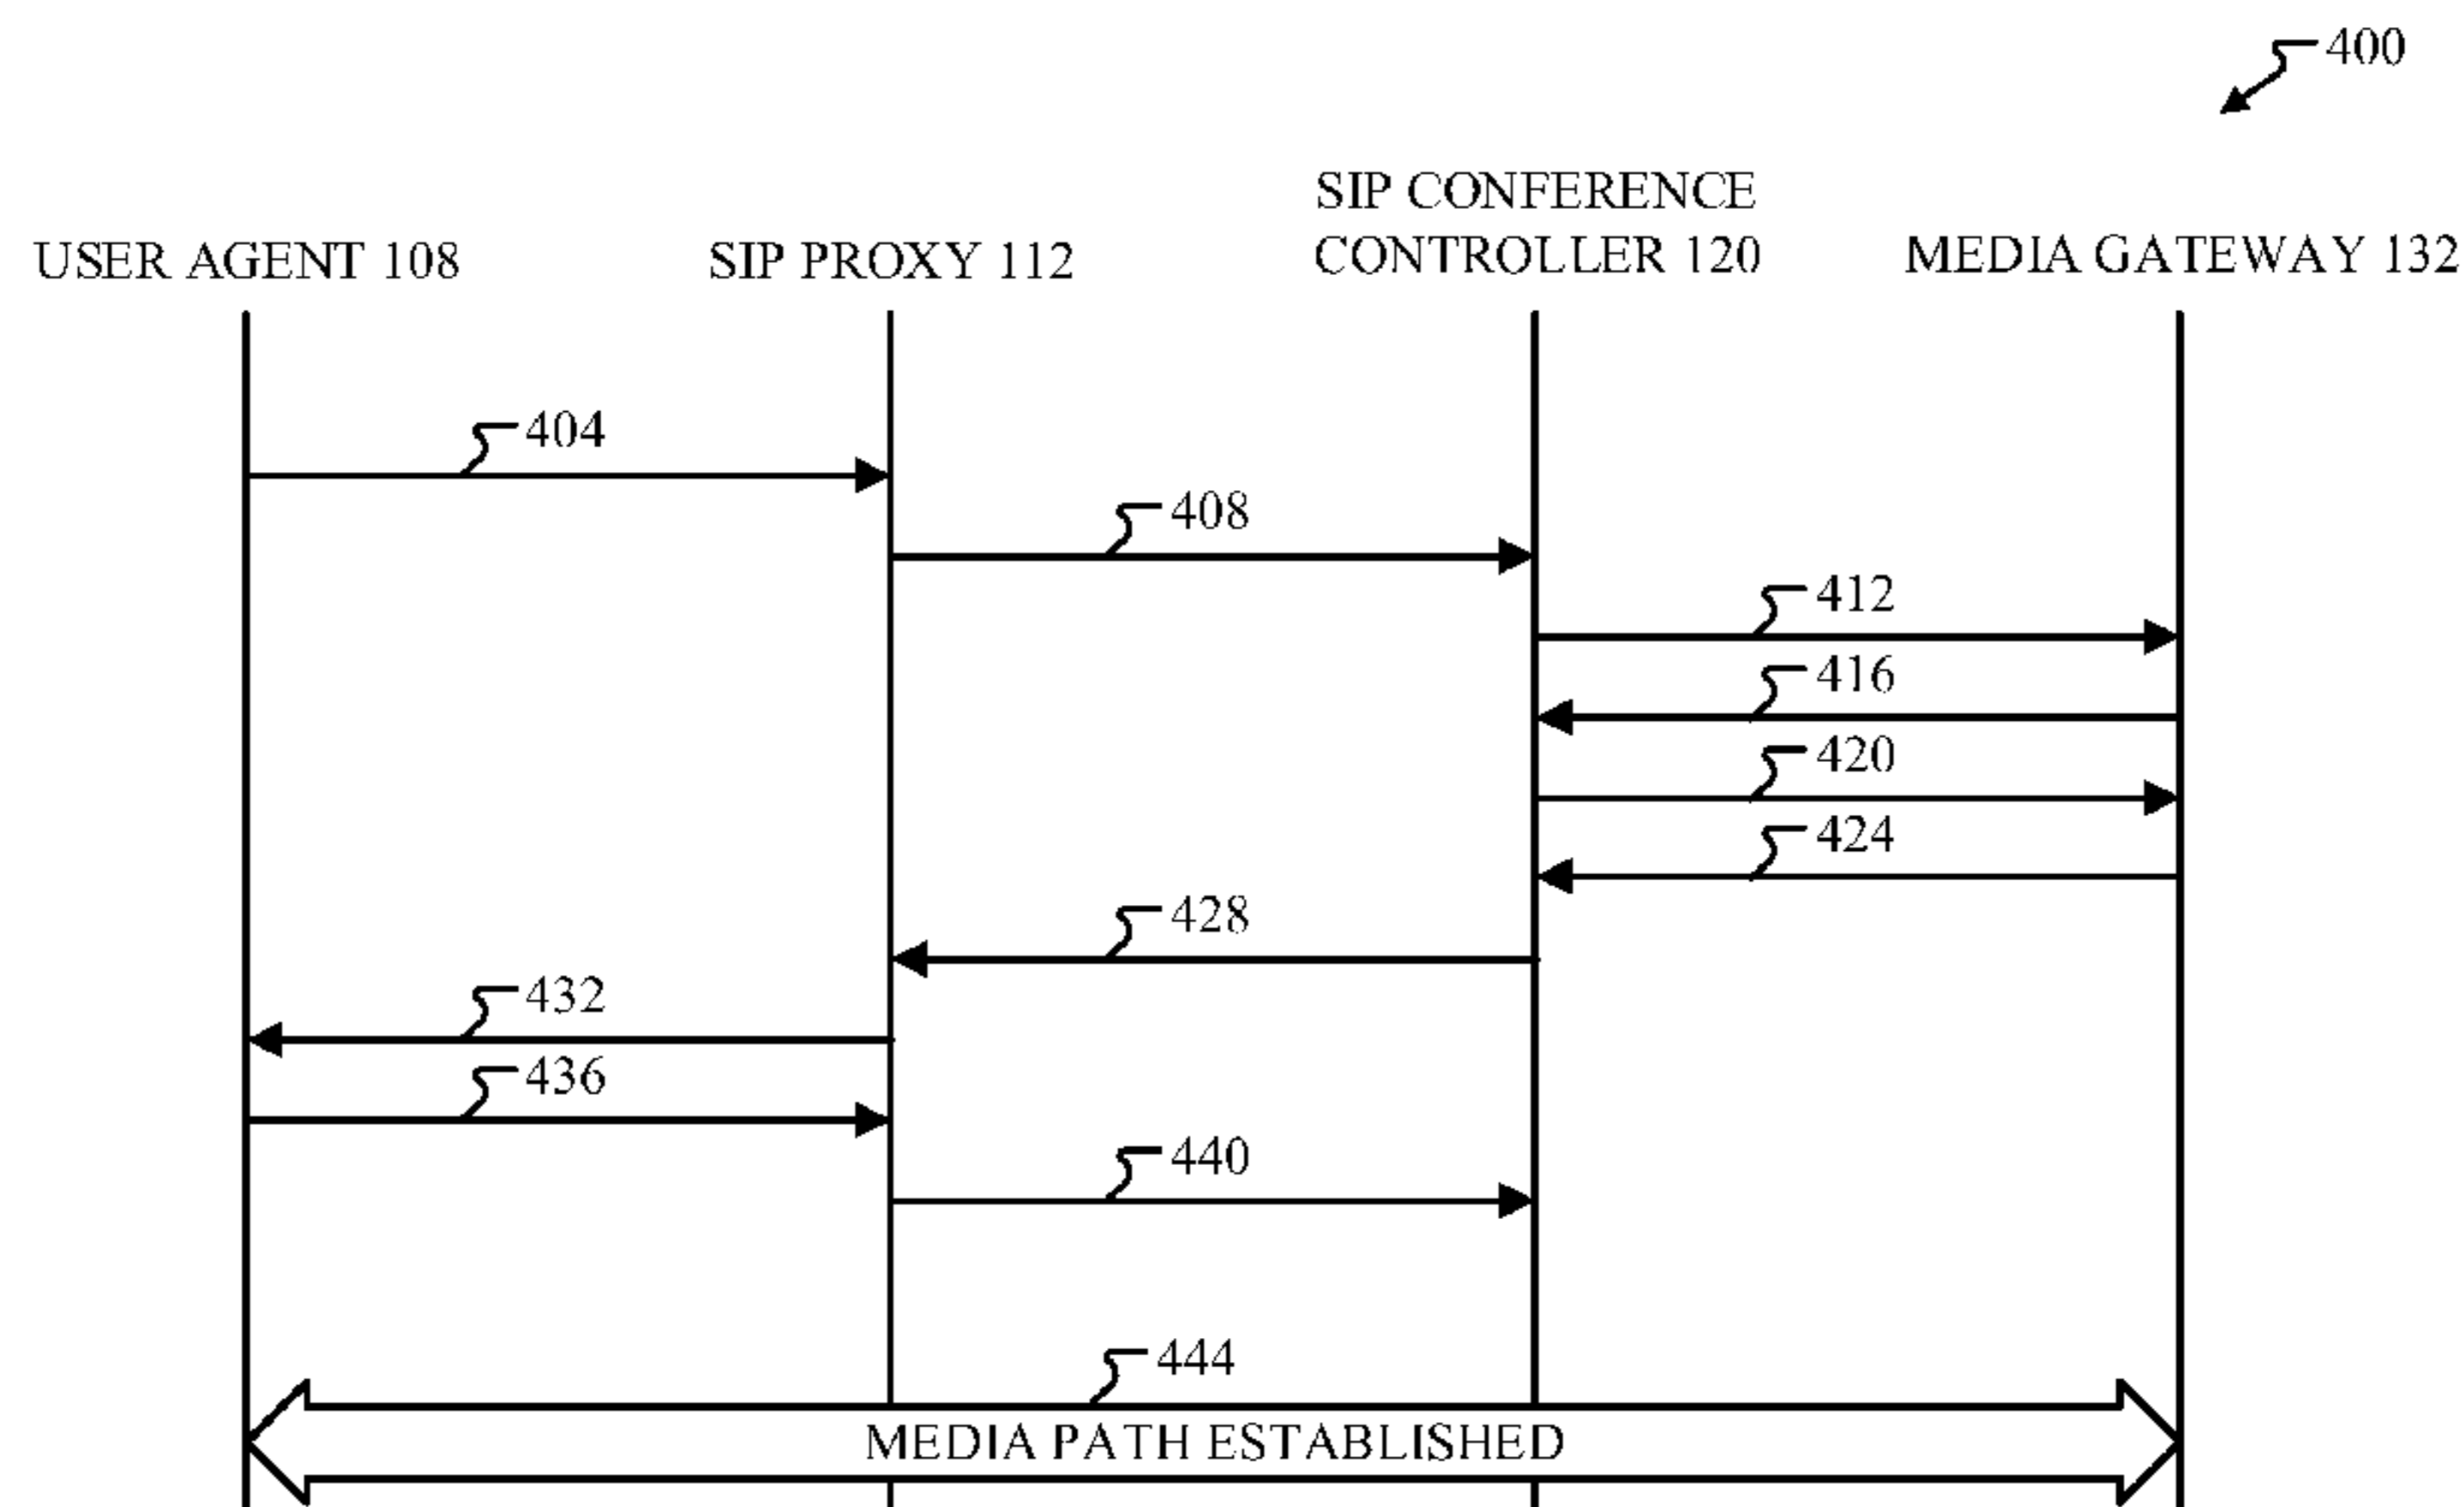 400
USER AGENT 108
SIP PROXY 112
SIP CONFERENCE
CONTROLLER 120
MEDIA GATEWAY 132
404
408
412
416
420
424
428
432
436
440
444
MEDIA PATH ESTABLISHED